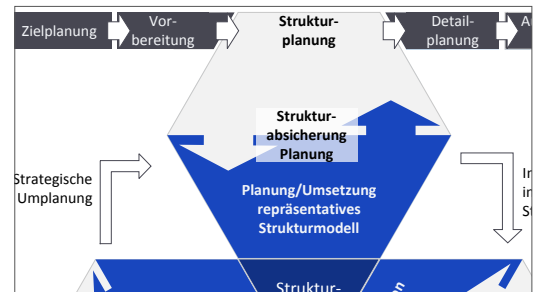 Zielplanung
Vor-
bereitung
Struktur-
planung
Detail-
planung
Struktur-
absicherung
Planung
Strategische
Umplanung
Planung/Umsetzung
repräsentatives
Strukturmodell
Struktur-